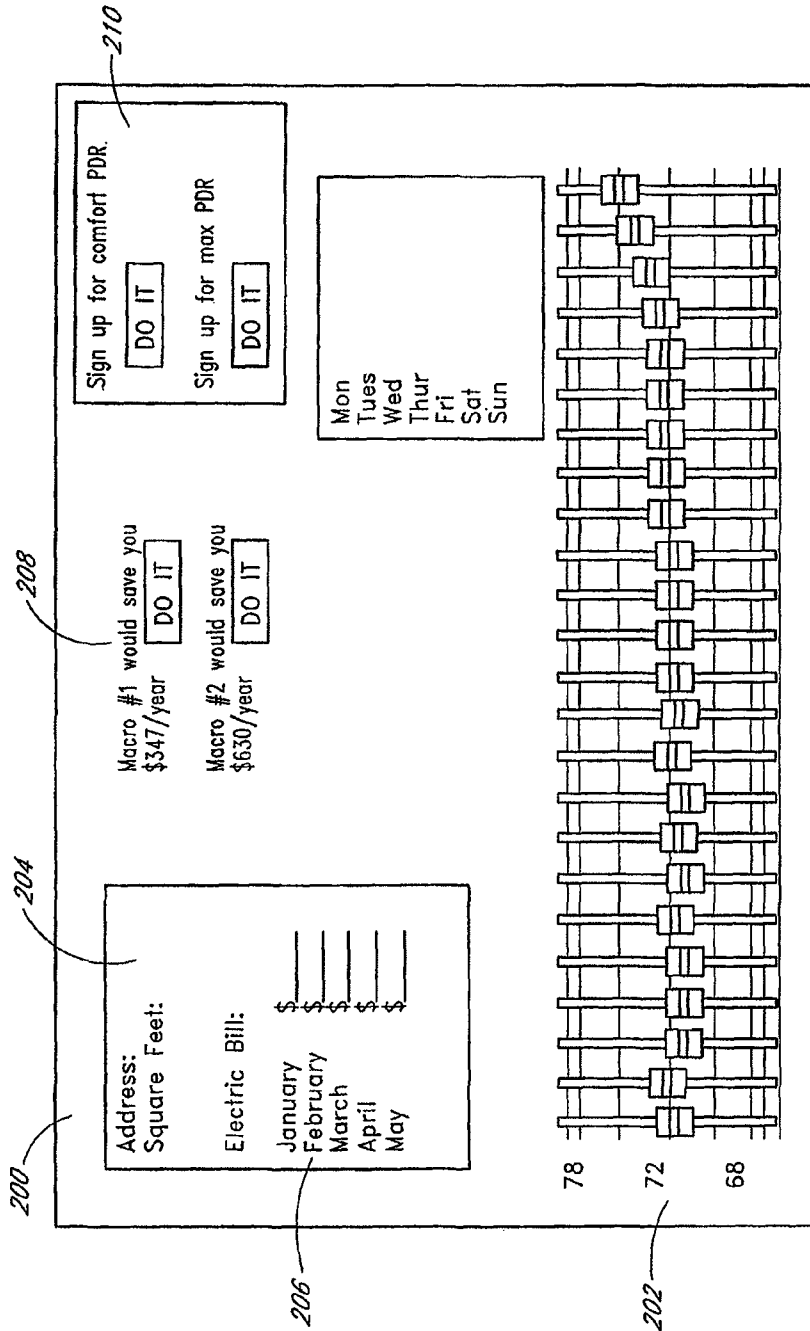 200
204
208
210
Address:
Square Feet:
Electric Bill:
January $
February $
March $
April $
May $
206
Macro #1 would save you
$347/year
DO IT
Macro #2 would save you
$630/year
DO IT
Sign up for comfort PDR.
DO IT
Sign up for max PDR
DO IT
Mon
Tues
Wed
Thur
Fri
Sat
Sun
78
72
68
202